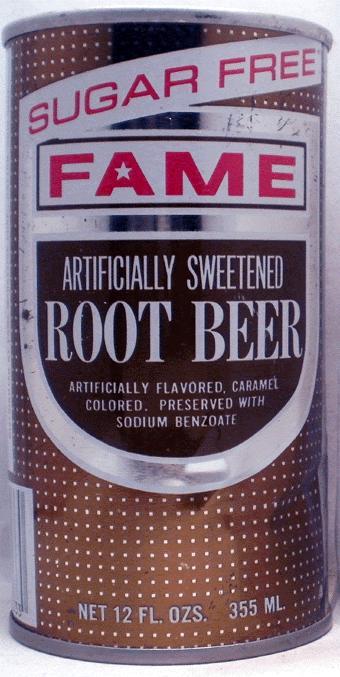 SUGAR FREE
FAME
ARTIFICIALLY SWEETENED
ROOT BEER
ARTIFICIALLY FLAVORED, CARAMEL
COLORED. PRESERVED WITH
SODIUM BENZOATE
NET 12 FL. OZS. 355 ML.